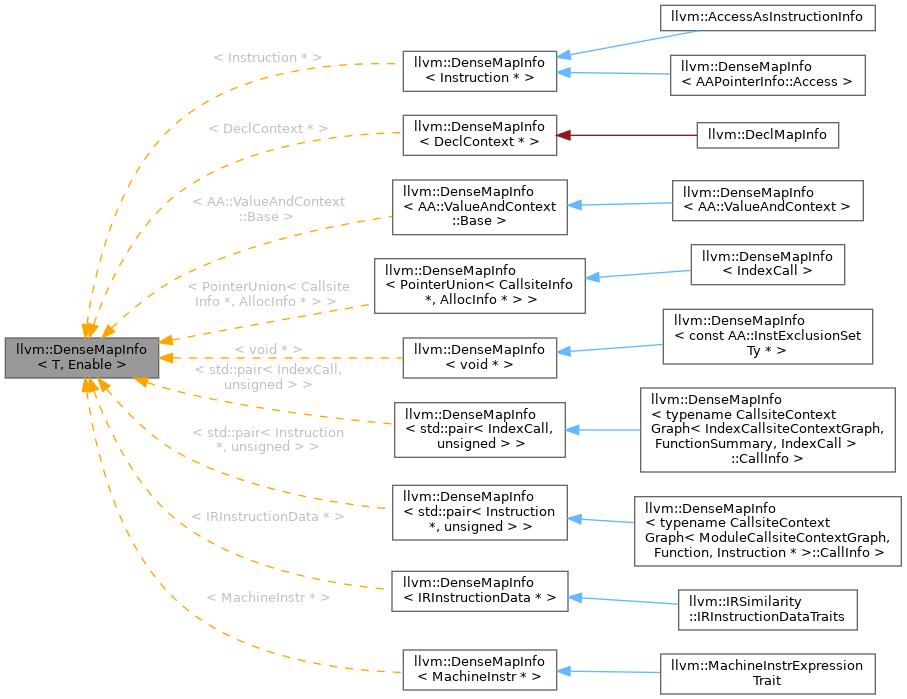 llvm::AccessAsInstructionInfo
< Instruction * >
llvm::DenseMapInfo
< Instruction * >
llvm::DenseMapInfo
< AAPointerInfo::Access >
< DeclContext * >
llvm::DenseMapInfo
< DeclContext * >
llvm::DeclMapInfo
< AA::ValueAndContext
::Base >
llvm::DenseMapInfo
< AA::ValueAndContext
::Base >
llvm::DenseMapInfo
< AA::ValueAndContext >
< PointerUnion< Callsite
Info *, AllocInfo * > >
llvm::DenseMapInfo
< PointerUnion< CallsiteInfo
*, AllocInfo * > >
llvm::DenseMapInfo
< IndexCall >
llvm::DenseMapInfo
< T, Enable >
< void * >
llvm::DenseMapInfo
< void * >
llvm::DenseMapInfo
< const AA::InstExclusionSet
Ty * >
< std::pair< IndexCall,
unsigned > >
llvm::DenseMapInfo
< std::pair< IndexCall,
unsigned > >
llvm::DenseMapInfo
< typename CallsiteContext
Graph< IndexCallsiteContextGraph,
FunctionSummary, IndexCall >
::CallInfo >
< std::pair< Instruction
*, unsigned > >
llvm::DenseMapInfo
< std::pair< Instruction
*, unsigned > >
llvm::DenseMapInfo
< typename CallsiteContext
Graph< ModuleCallsiteContextGraph,
Function, Instruction * >::CallInfo >
< IRInstructionData * >
llvm::DenseMapInfo
< IRInstructionData * >
llvm::IRSimilarity
::IRInstructionDataTraits
< MachineInstr * >
llvm::DenseMapInfo
< MachineInstr * >
llvm::MachineInstrExpression
Trait